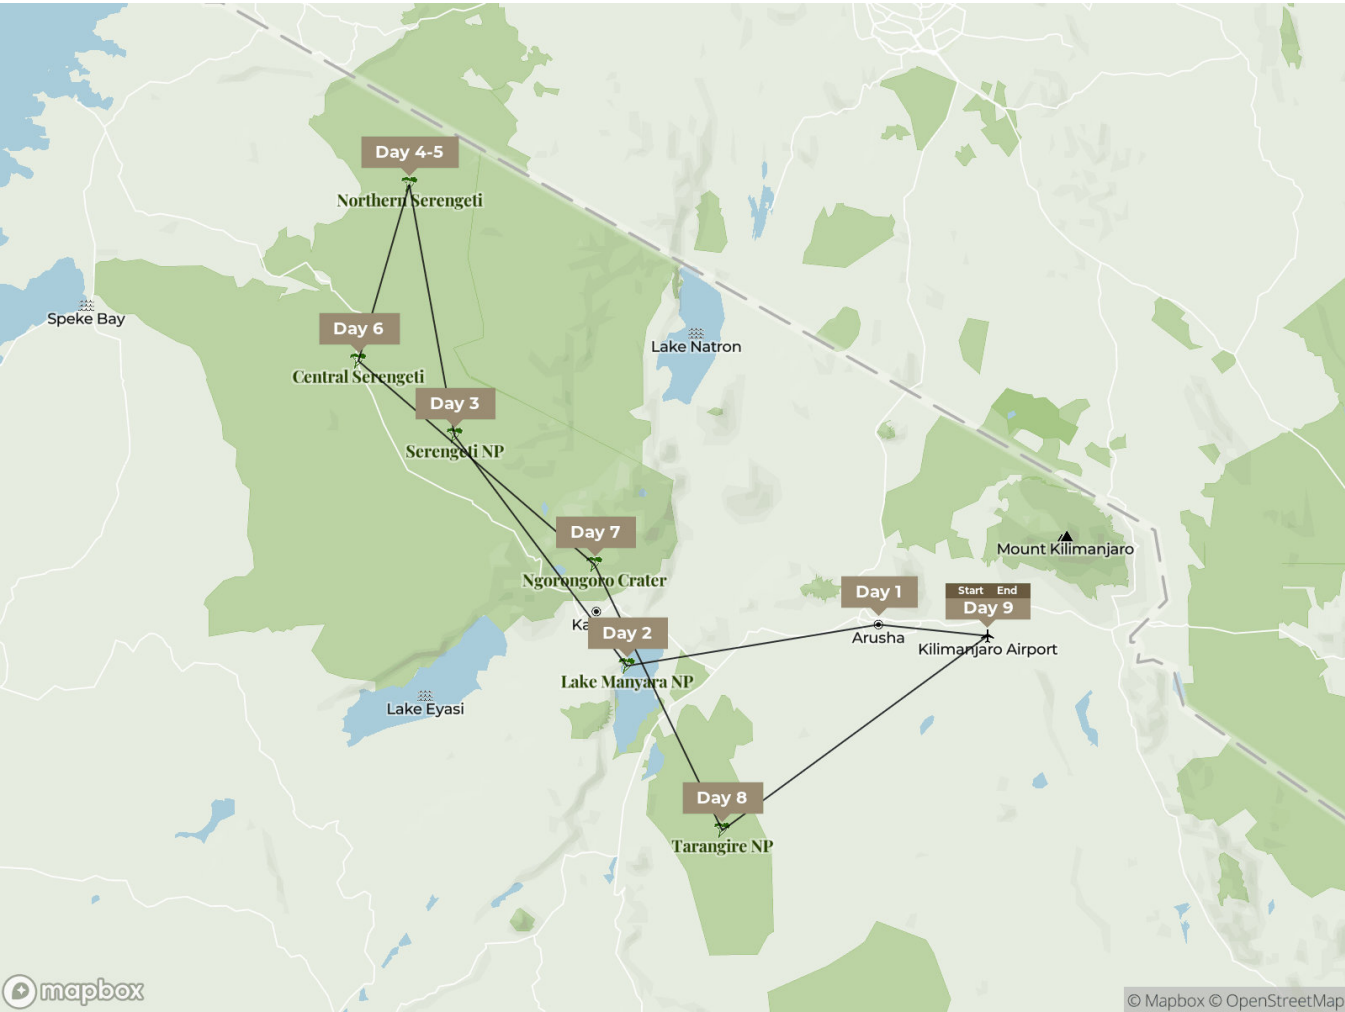 Day 4-5
Northern Serengeti
Speke Bay
Day 6
Central Serengeti
Lake Natron
Day 3
Serengeti NP
Day 7
Ngorongoro Crater
Mount Kilimanjaro
Day 1
Arusha
Start End
Day 9
Kilimanjaro Airport
Day 2
Lake Manyara NP
Lake Eyasi
Day 8
Tarangire NP
mapbox
© Mapbox © OpenStreetMap